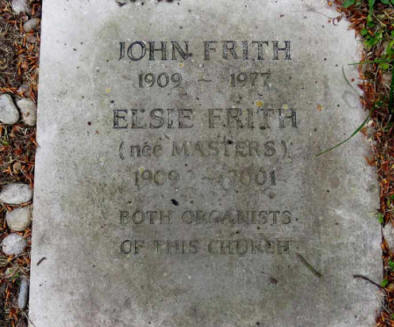 JOHN FRITH
1909 - 1977
ELSIE FRITH
(née MASTERS)
1909 - 2001
BOTH ORGANISTS
OF THIS CHURCH